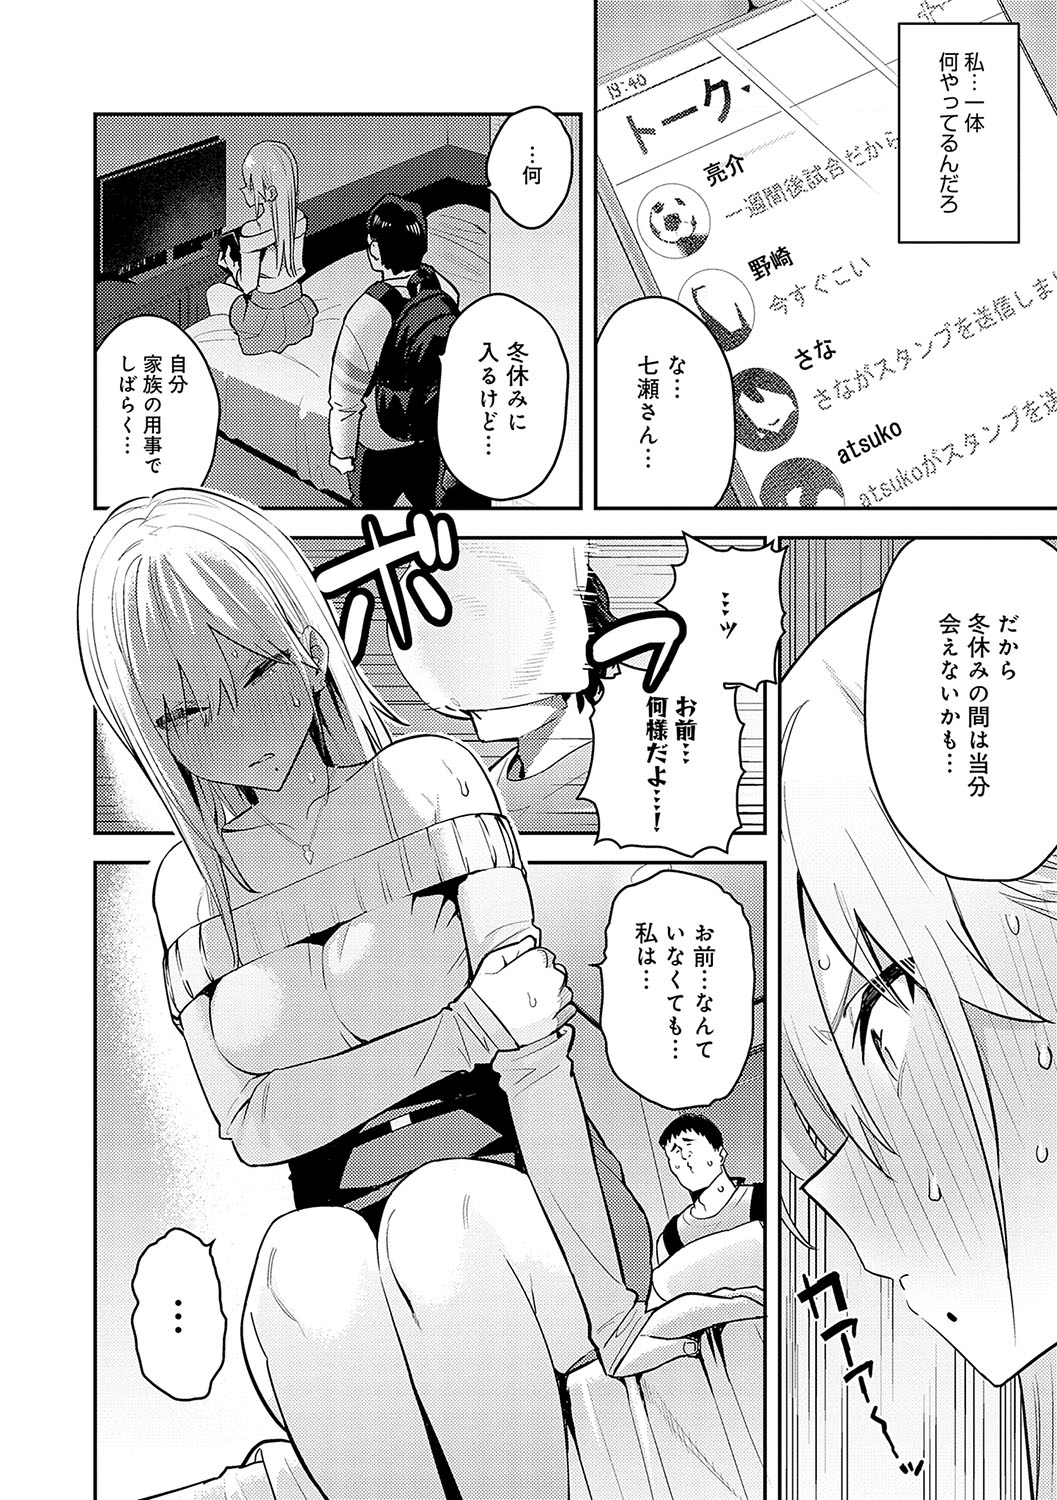 私…一体
何やってるんだろ
19:40
トーク
亮介
一週間後試合だから
野崎
今すぐこい
さな
さながスタンプを送信しまし
atsuko
atsukoがスタンプを送
な…
七瀬さん…
…何
冬休みに
入るけど…
自分
家族の用事で
しばらく…
だから
冬休みの間は当分
会えないかも…
カアァァ…
…ッ
お前…
何様だよ…!
ボフ
お前…なんて
いなくても…
私は…
…